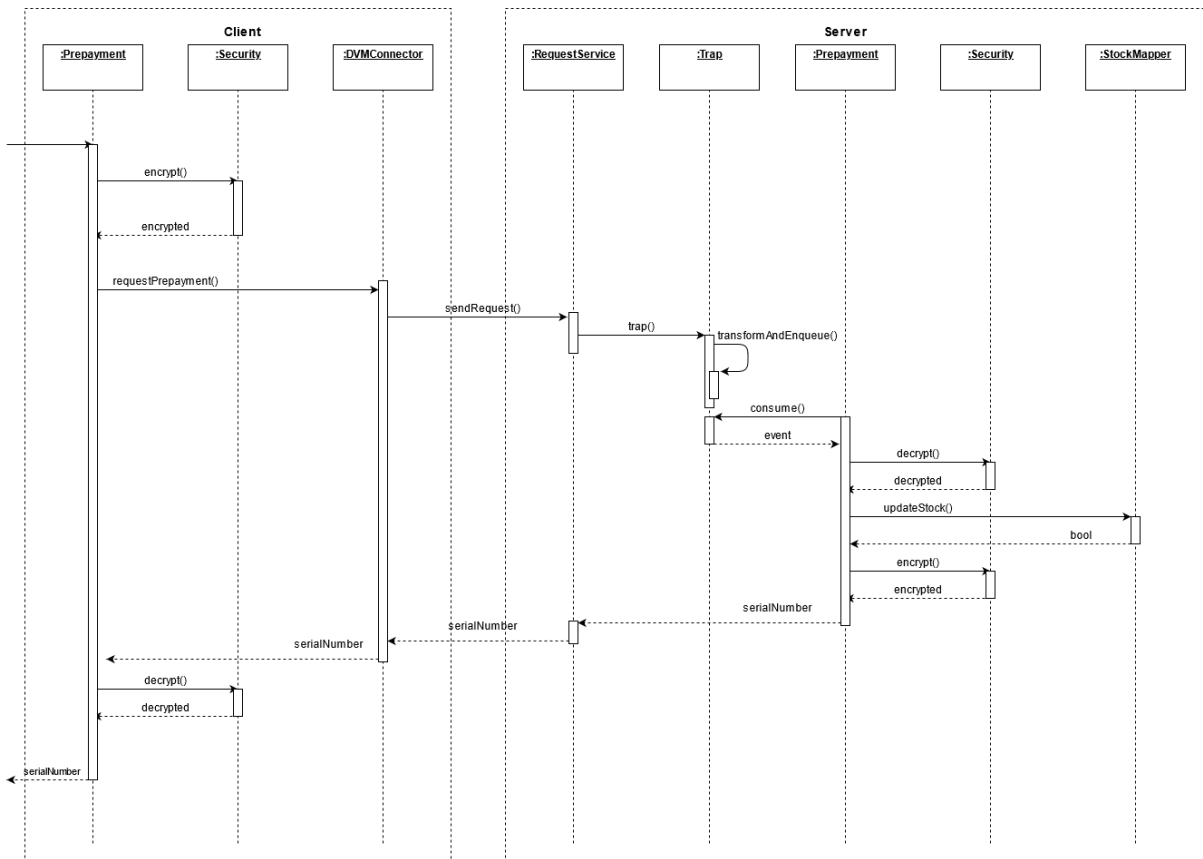 Client
Server
:Prepayment
:Security
:DVMConnector
:RequestService
:Trap
:Prepayment
:Security
:StockMapper
encrypt()
encrypted
requestPrepayment()
sendRequest()
trap()
transformAndEnqueue()
consume()
event
decrypt()
decrypted
updateStock()
bool
encrypt()
encrypted
serialNumber
serialNumber
serialNumber
decrypt()
decrypted
serialNumber